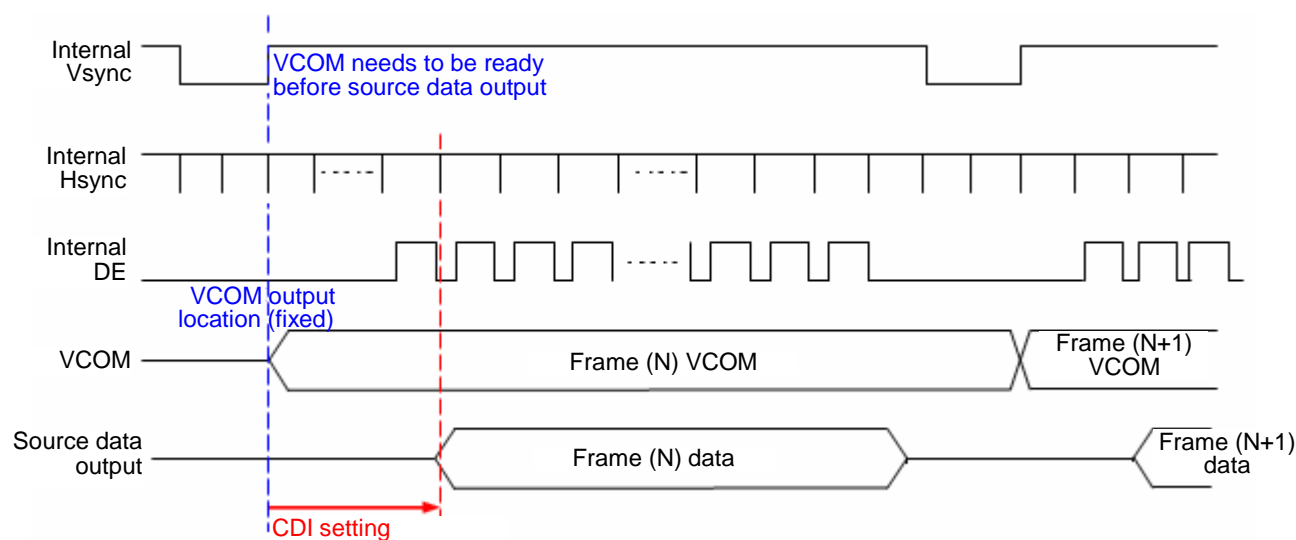 Internal
Vsync
VCOM needs to be ready
before source data output
Internal
Hsync
Internal
DE
VCOM output
location (fixed)
VCOM
Frame (N) VCOM
Frame (N+1)
VCOM
Source data
output
Frame (N) data
Frame (N+1)
data
CDI setting